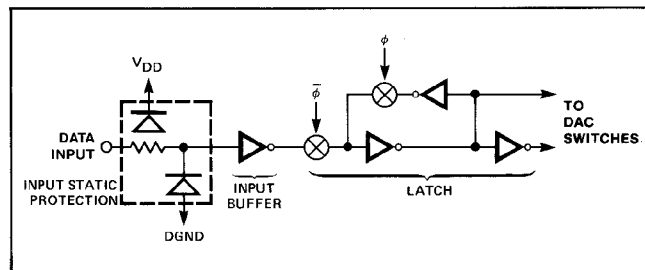 V_DD
ϕ
ϕ̅
DATA
INPUT
TO
DAC
SWITCHES
INPUT STATIC
PROTECTION
INPUT
BUFFER
LATCH
DGND